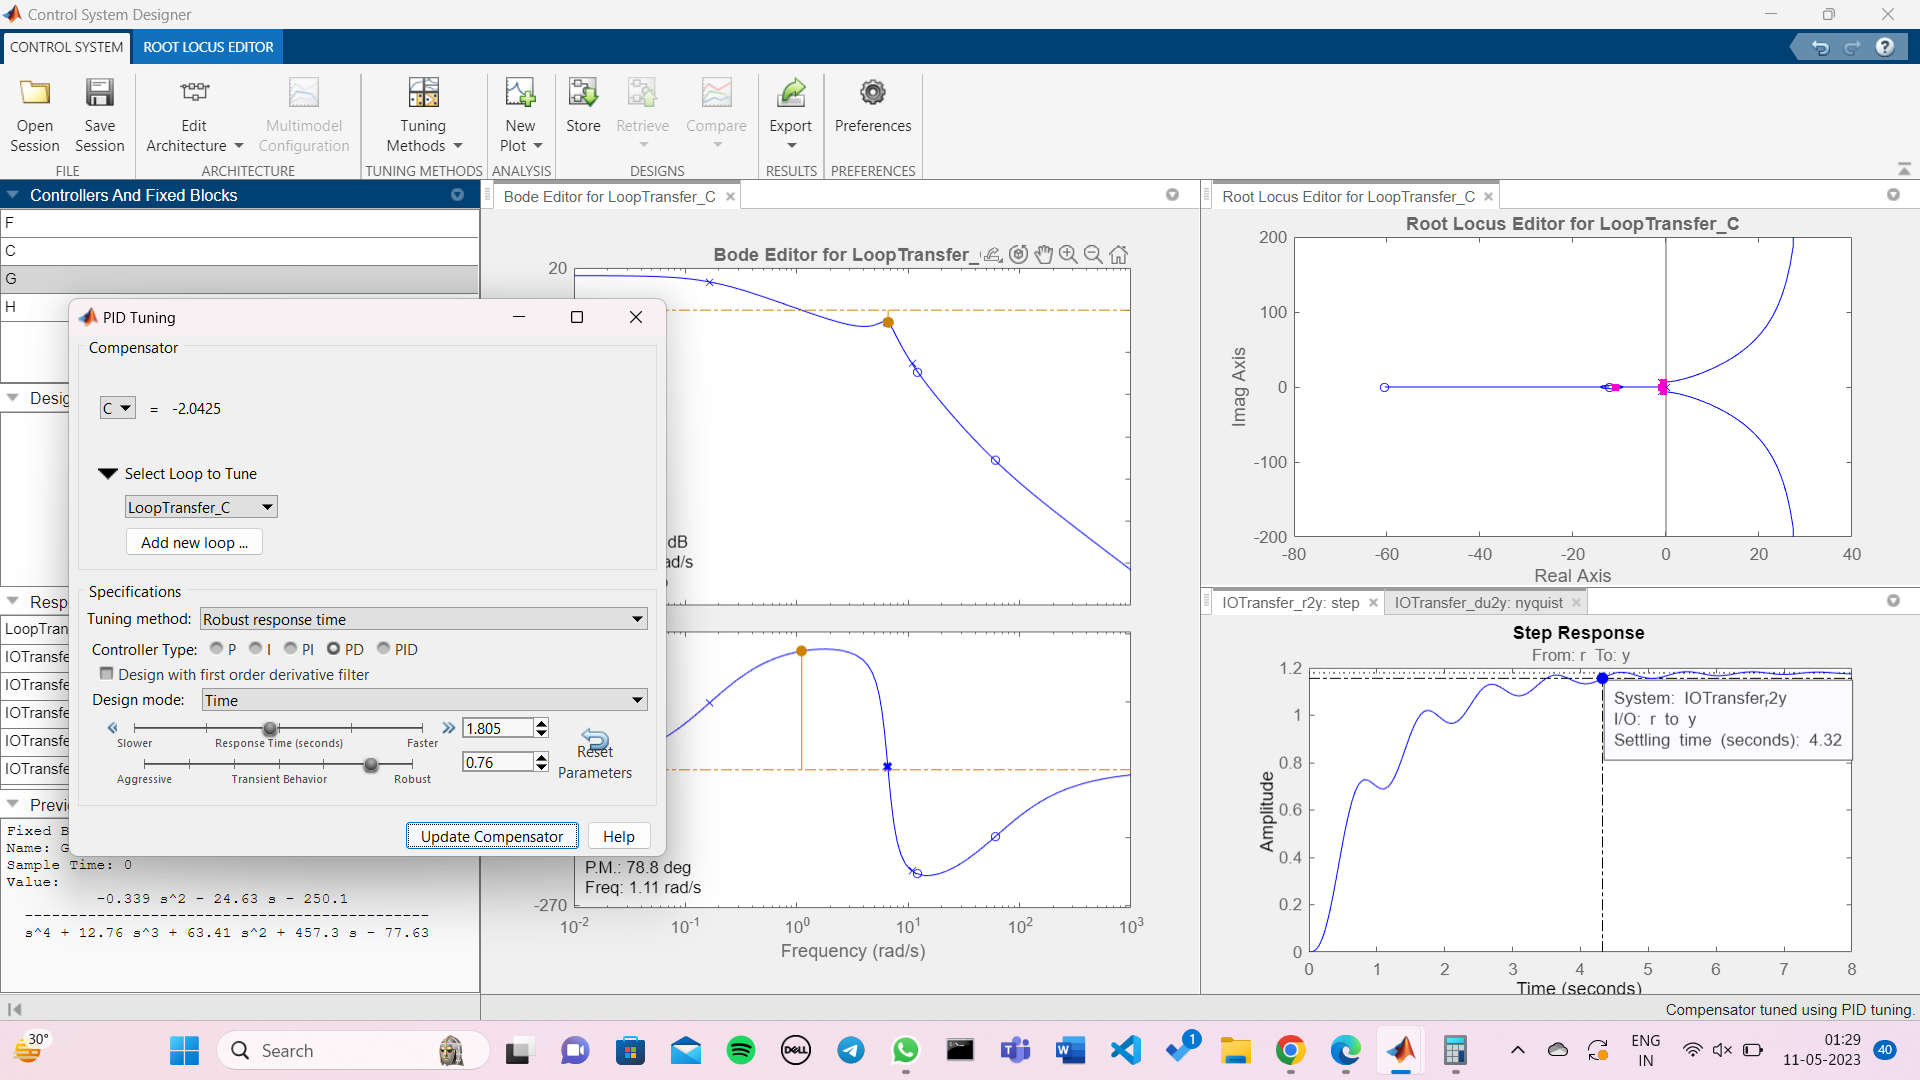 Control System Designer
CONTROL SYSTEM
ROOT LOCUS EDITOR
Open
Session
Save
Session
Edit
Architecture
Multimodel
Configuration
Tuning
Methods
New
Plot
Store
Retrieve
Compare
Export
Preferences
FILE
ARCHITECTURE
TUNING METHODS
ANALYSIS
DESIGNS
RESULTS
PREFERENCES
Controllers And Fixed Blocks
F
C
G
H
Desig
Resp
LoopTran
IOTransfe
IOTransfe
IOTransfe
IOTransfe
IOTransfe
Previ
Fixed B
Name: G
Sample Time: 0
Value:
-0.339 s^2 - 24.63 s - 250.1
----------------------------------------------
s^4 + 12.76 s^3 + 63.41 s^2 + 457.3 s - 77.63
PID Tuning
Compensator
C = -2.0425
Select Loop to Tune
LoopTransfer_C
Add new loop ...
Specifications
Tuning method: Robust response time
Controller Type: P I PI PD PID
Design with first order derivative filter
Design mode: Time
1.805
Slower Response Time (seconds) Faster
0.76
Aggressive Transient Behavior Robust
Reset
Parameters
Update Compensator
Help
Bode Editor for LoopTransfer_C
Bode Editor for LoopTransfer_
20
dB
ad/s
P.M.: 78.8 deg
Freq: 1.11 rad/s
-270
10-2 10-1 100 101 102 103
Frequency (rad/s)
Root Locus Editor for LoopTransfer_C
Root Locus Editor for LoopTransfer_C
200
100
0
-100
-200
Imag Axis
-80 -60 -40 -20 0 20 40
Real Axis
IOTransfer_r2y: step
IOTransfer_du2y: nyquist
Step Response
From: r To: y
1.2
1
0.8
0.6
0.4
0.2
0
Amplitude
System: IOTransferr2y
I/O: r to y
Settling time (seconds): 4.32
0 1 2 3 4 5 6 7 8
Time (seconds)
Compensator tuned using PID tuning.
30°
Search
DELL
1
ENG
IN
01:29
11-05-2023
40